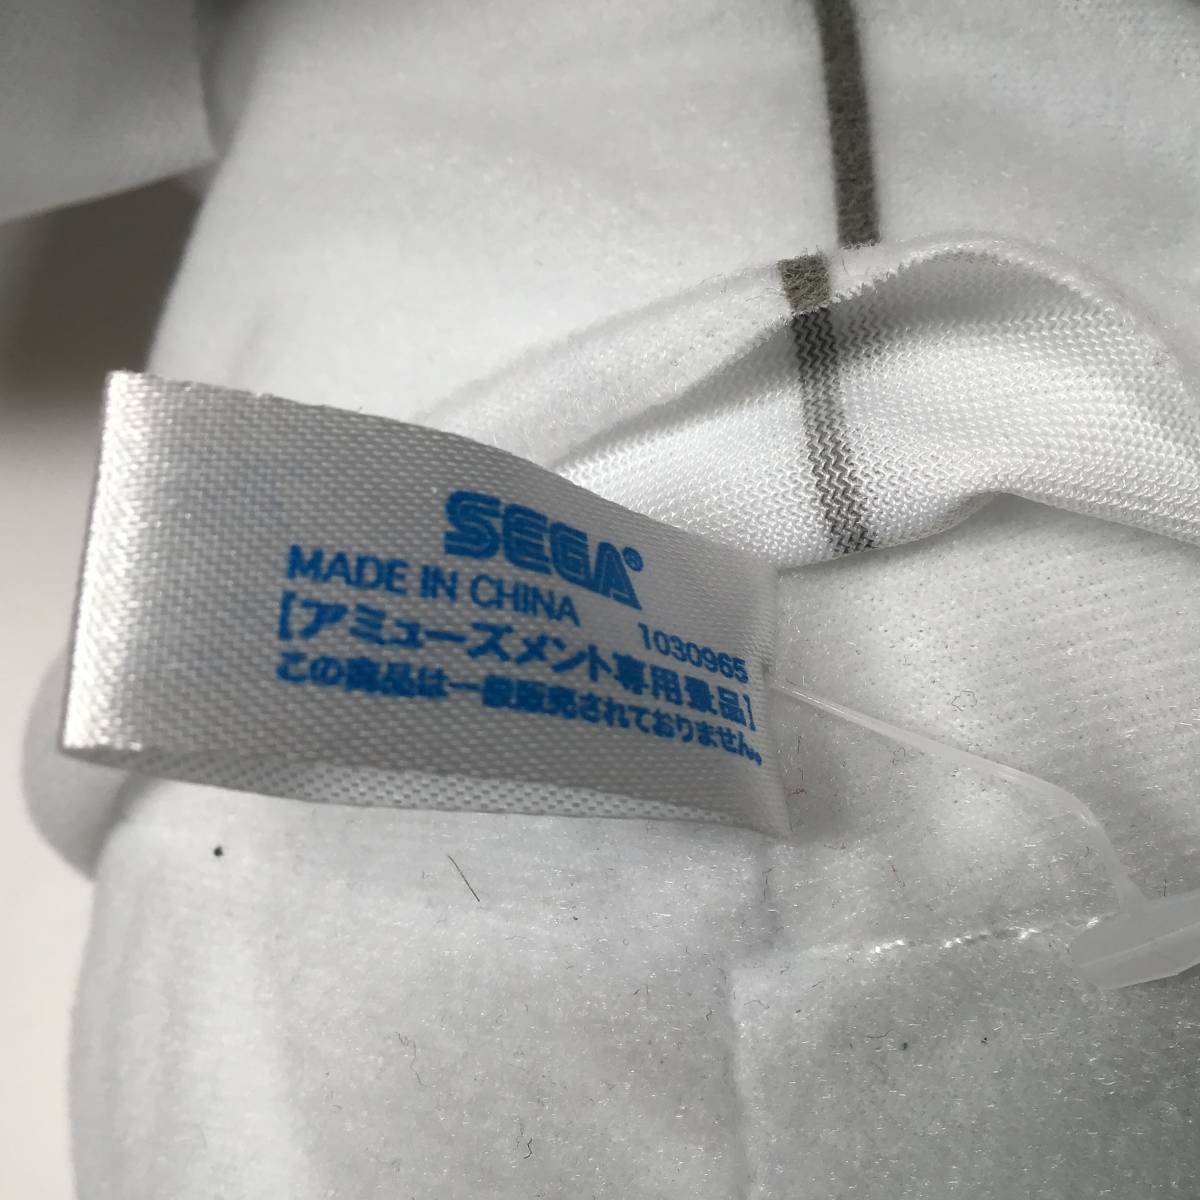 SEGA®
MADE IN CHINA 1030965
[アミューズメント専用景品]
この商品は一般販売されておりません。